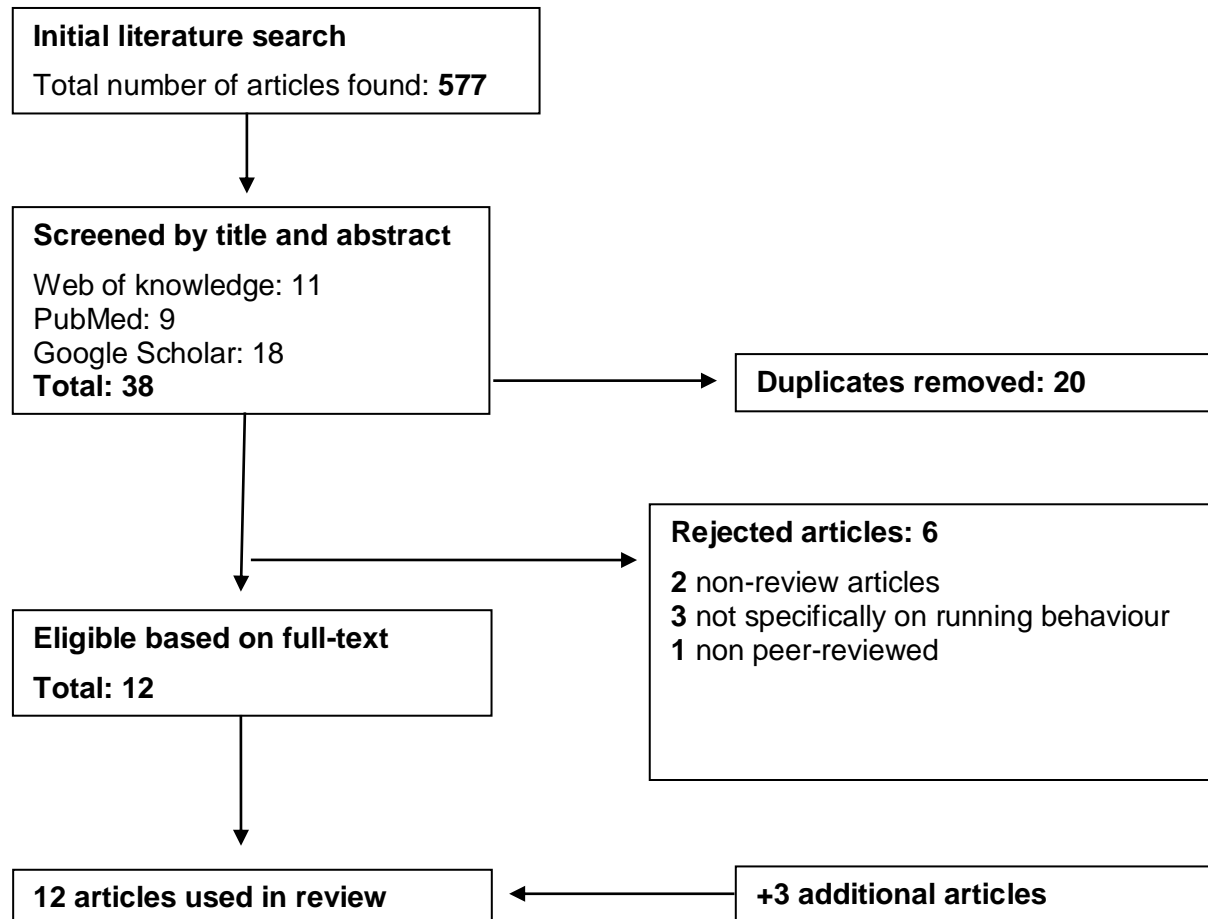 Initial literature search
Total number of articles found: 577
Screened by title and abstract
Web of knowledge: 11
PubMed: 9
Google Scholar: 18
Total: 38
Duplicates removed: 20
Rejected articles: 6
2 non-review articles
3 not specifically on running behaviour
1 non peer-reviewed
Eligible based on full-text
Total: 12
12 articles used in review
+3 additional articles